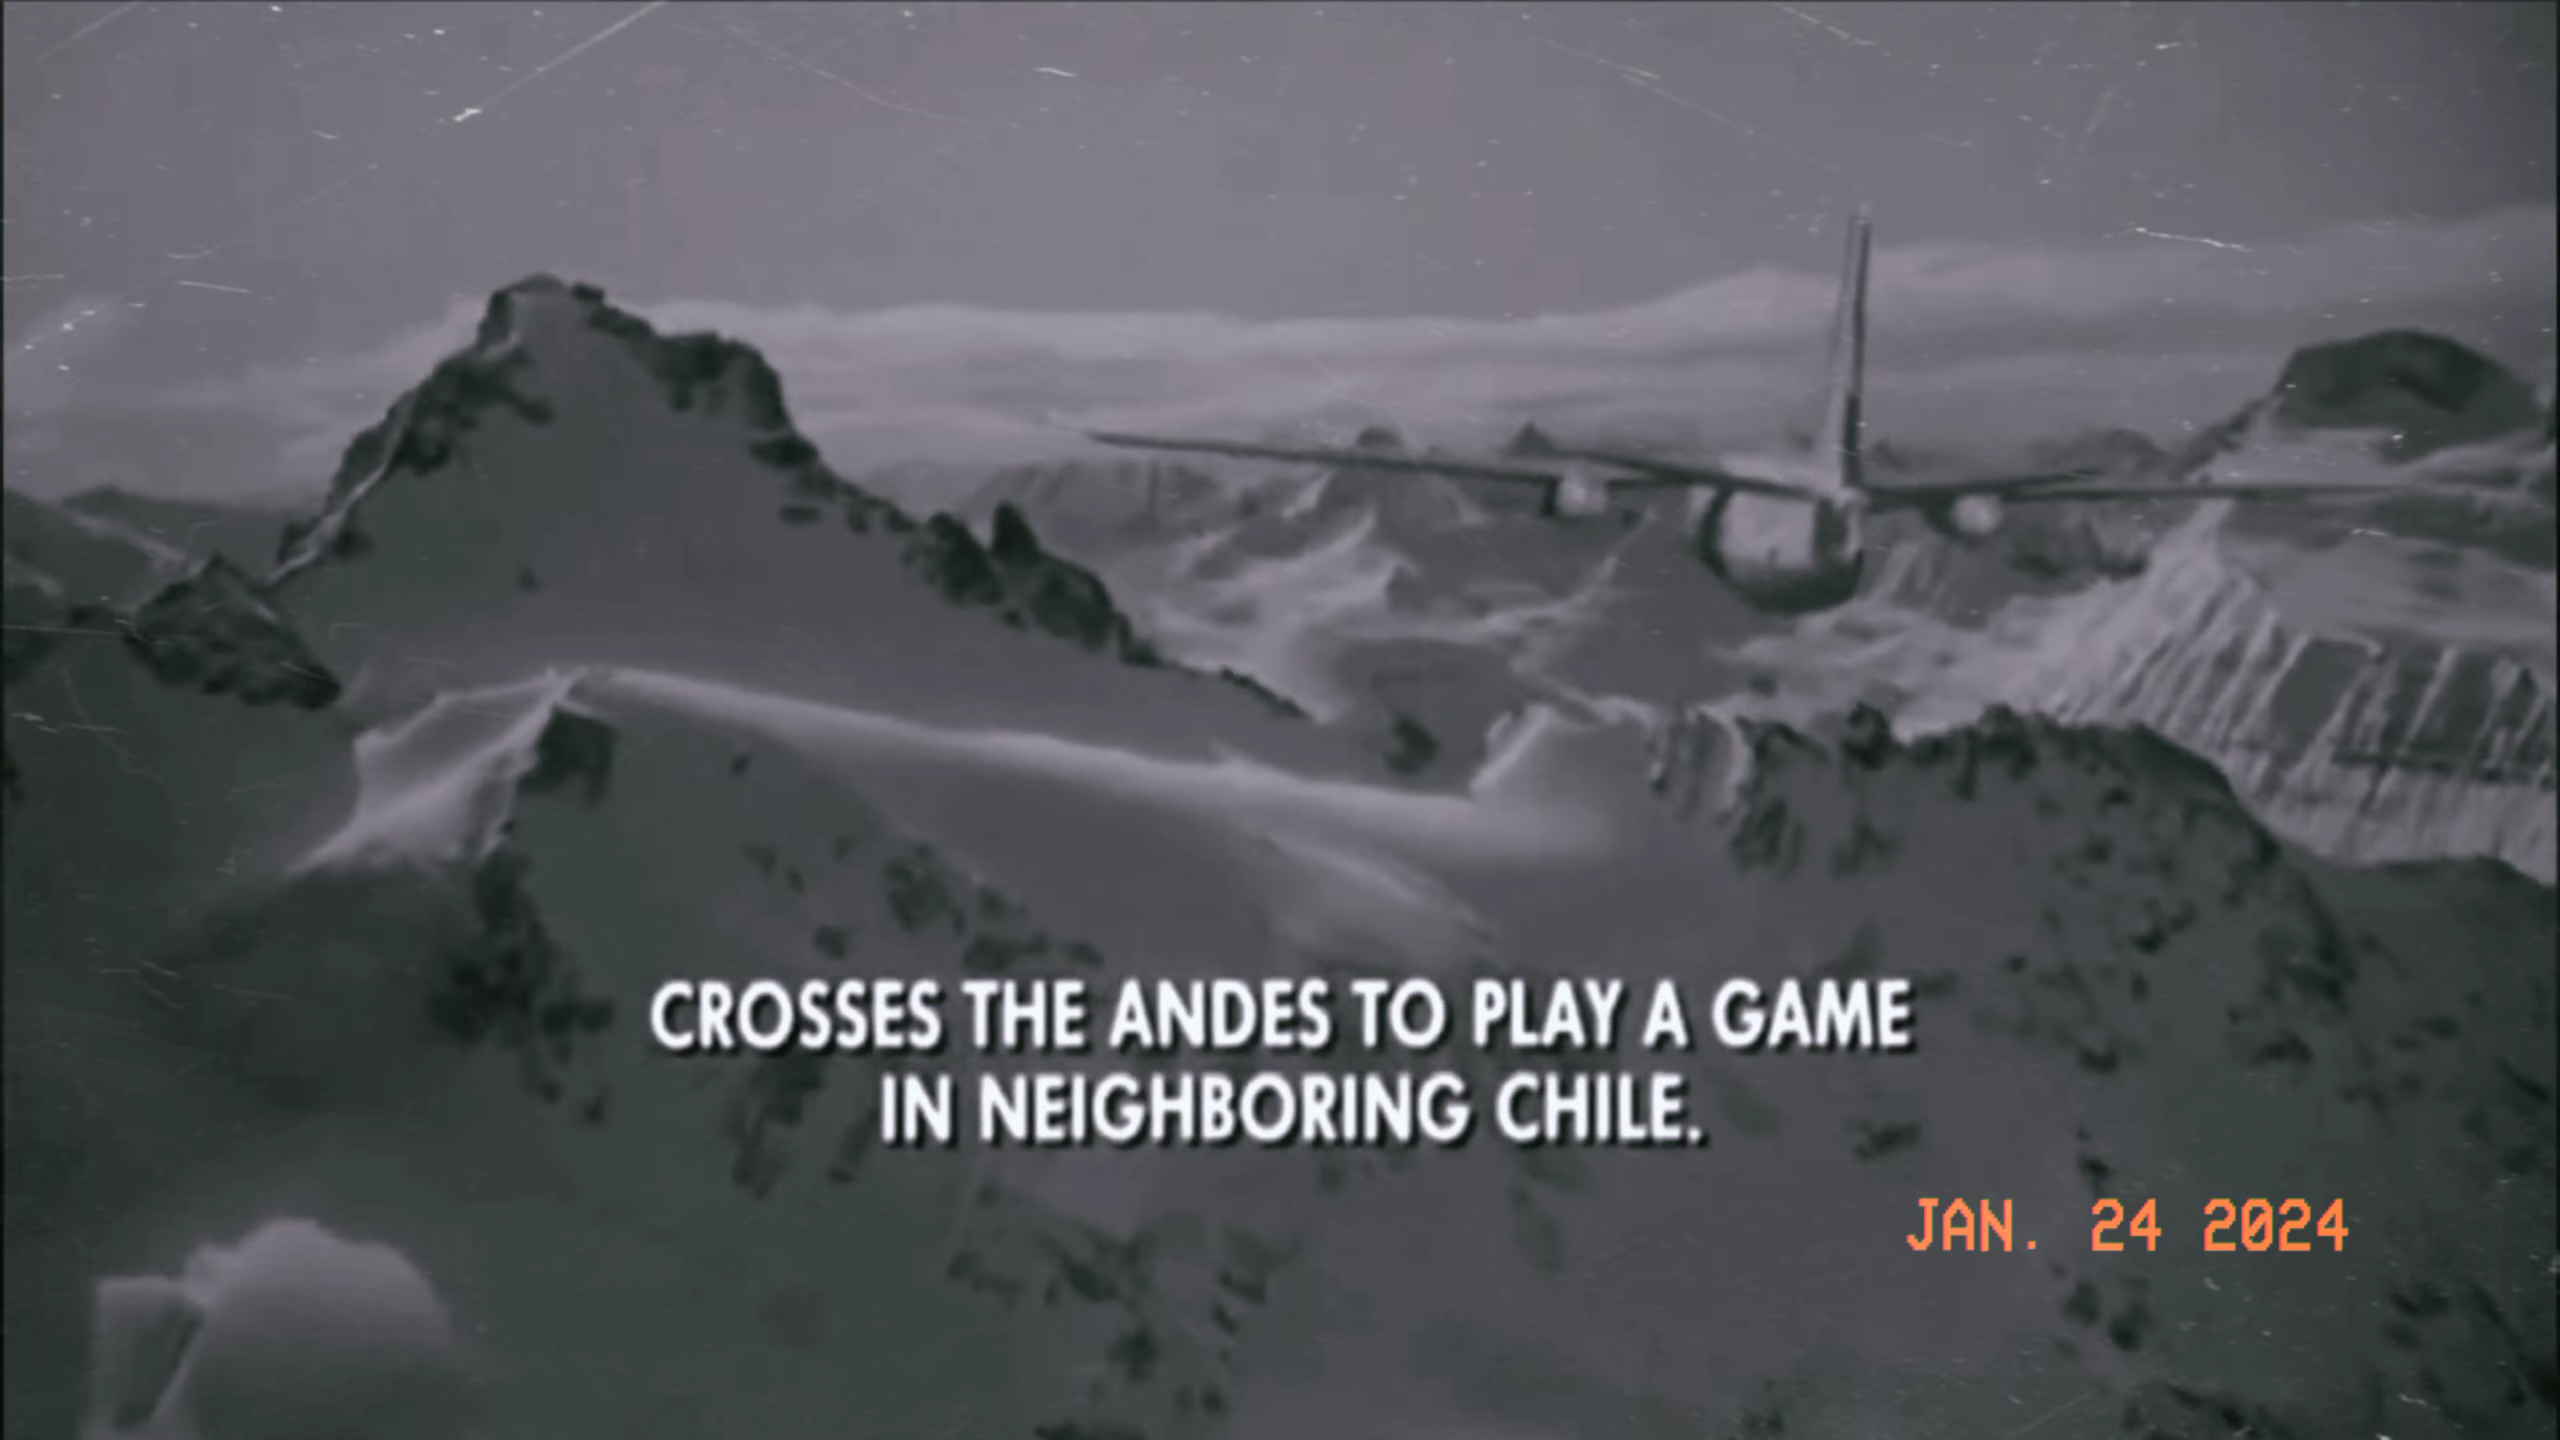 CROSSES THE ANDES TO PLAY A GAME
IN NEIGHBORING CHILE.
JAN. 24 2024